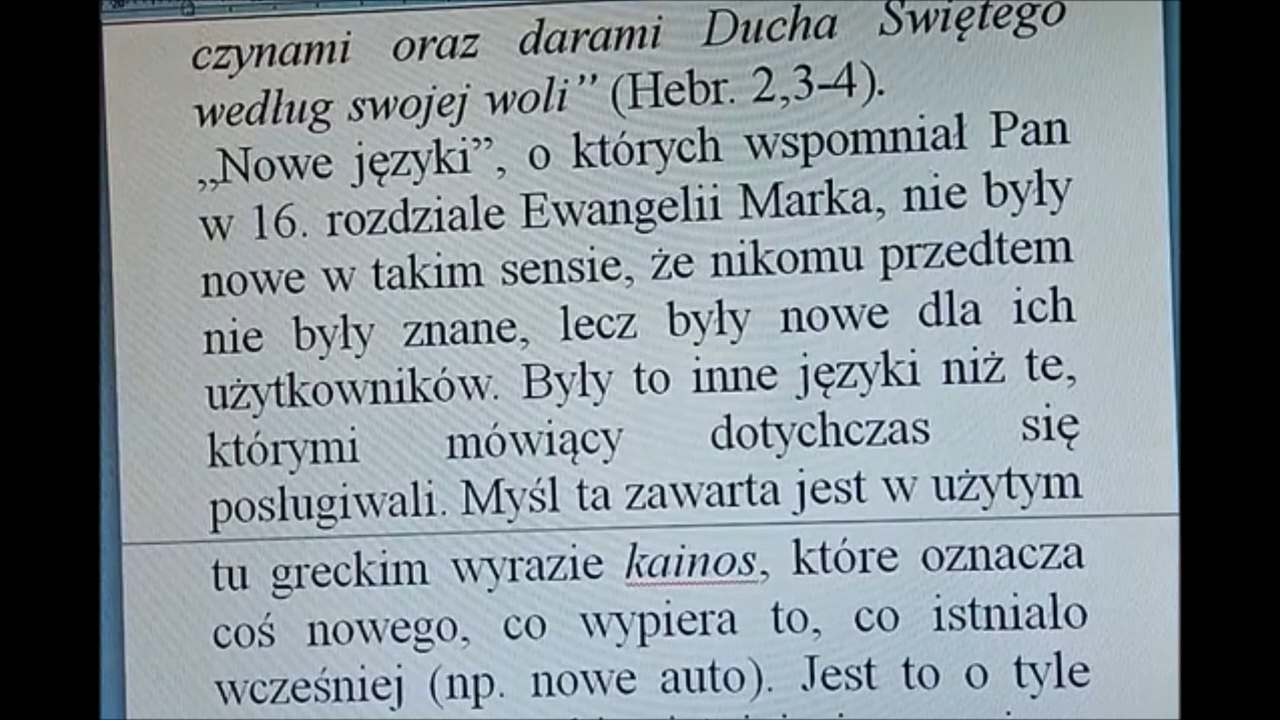 czynami oraz darami Ducha Świętego
według swojej woli” (Hebr. 2,3-4).
„Nowe języki”, o których wspomniał Pan
w 16. rozdziale Ewangelii Marka, nie były
nowe w takim sensie, że nikomu przedtem
nie były znane, lecz były nowe dla ich
użytkowników. Były to inne języki niż te,
którymi mówiący dotychczas się
posługiwali. Myśl ta zawarta jest w użytym
tu greckim wyrazie kainos, które oznacza
coś nowego, co wypiera to, co istniało
wcześniej (np. nowe auto). Jest to o tyle